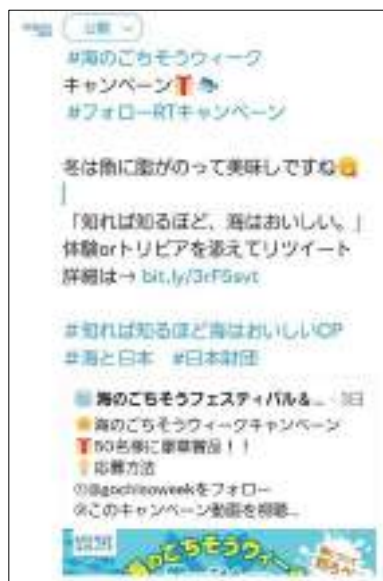 公開
#海のごちそうウィーク
キャンペーン
#フォローRTキャンペーン
冬は魚に脂がのって美味しですね
「知れば知るほど、海はおいしい。」
体験orトリビアを添えてリツイート
詳細は→ bit.ly/3rF5svt
#知れば知るほど海はおいしいCP
#海と日本 #日本財団
海のごちそうフェスティバル&... ・3日
海のごちそうウィークキャンペーン
50名様に豪華賞品!!
応募方法
①@gochisoweekをフォロー
②このキャンペーン動画を視聴...
海のごちそうウィーク